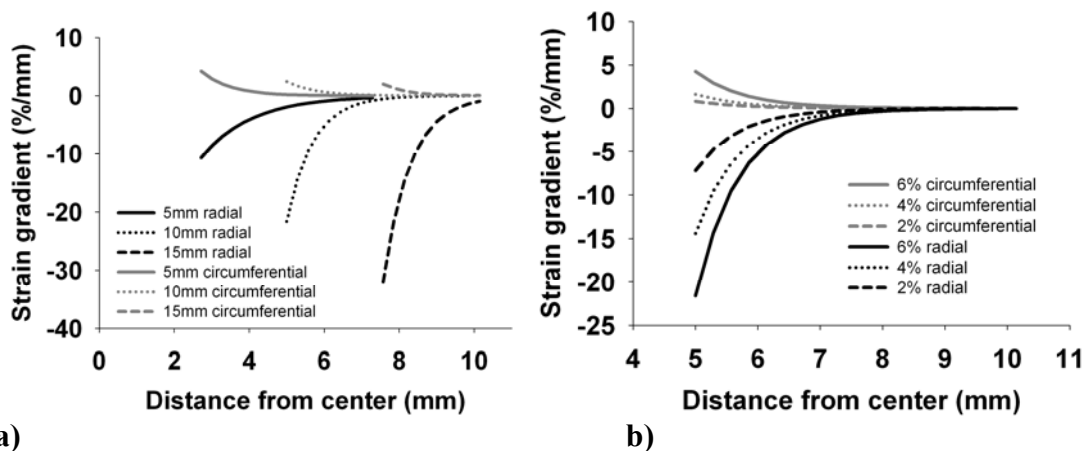 Strain gradient (%/mm)
10
0
-10
-20
-30
-40
5mm radial
10mm radial
15mm radial
5mm circumferential
10mm circumferential
15mm circumferential
0 2 4 6 8 10
Distance from center (mm)
a)
Strain gradient (%/mm)
10
5
0
-5
-10
-15
-20
-25
6% circumferential
4% circumferential
2% circumferential
6% radial
4% radial
2% radial
4 5 6 7 8 9 10 11
Distance from center (mm)
b)